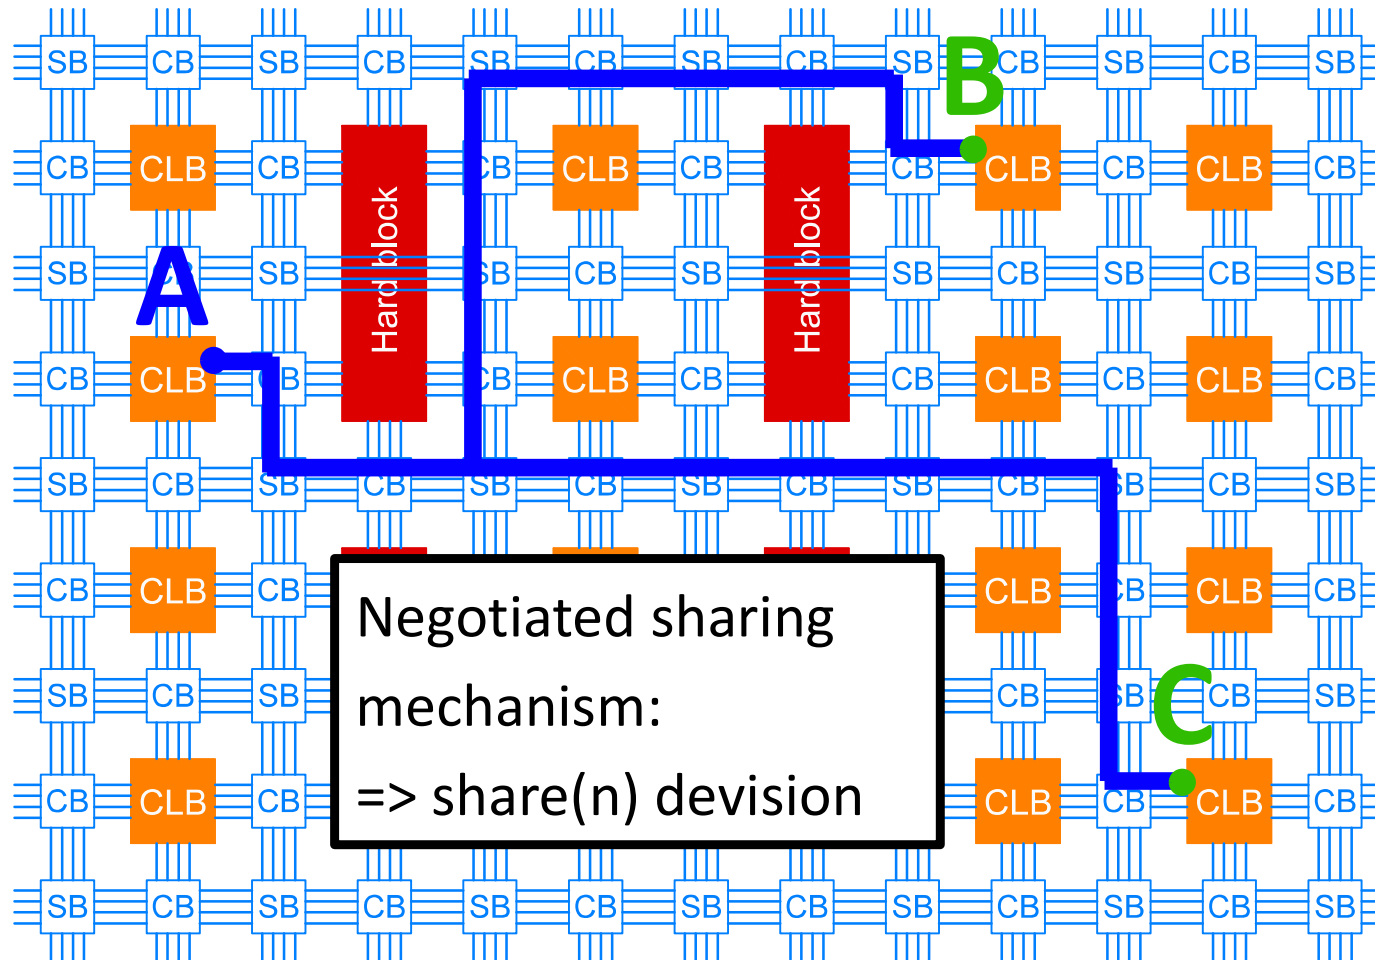 SB CB SB CB SB CB SB CB SB CB SB CB SB
B
CB CLB CB CB CLB CB CB CLB CB CLB CB
Hard block
Hard block
SB CB SB SB CB SB SB CB SB CB SB
A
CB CLB CB CB CLB CB CB CLB CB CLB CB
SB CB SB CB SB CB SB CB SB CB SB CB SB
CB CLB CB CLB CB CLB CB
Negotiated sharing
mechanism:
=> share(n) devision
SB CB SB CB SB CB SB
C
CB CLB CB CLB CB CLB CB
SB CB SB CB SB CB SB CB SB CB SB CB SB